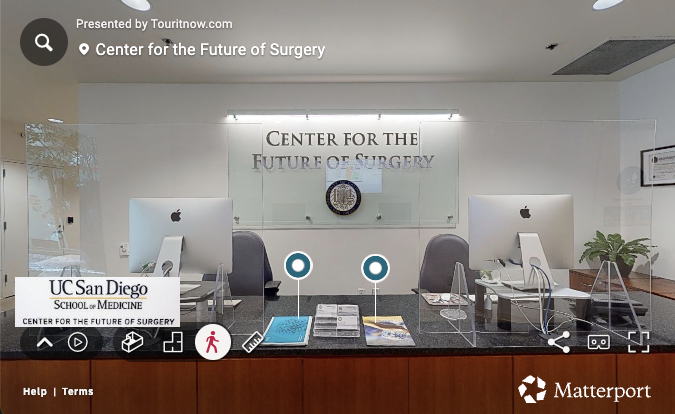 Presented by Touritnow.com
Center for the Future of Surgery
CENTER FOR THE
FUTURE OF SURGERY
UC San Diego
SCHOOL OF MEDICINE
CENTER FOR THE FUTURE OF SURGERY
Help | Terms
Matterport